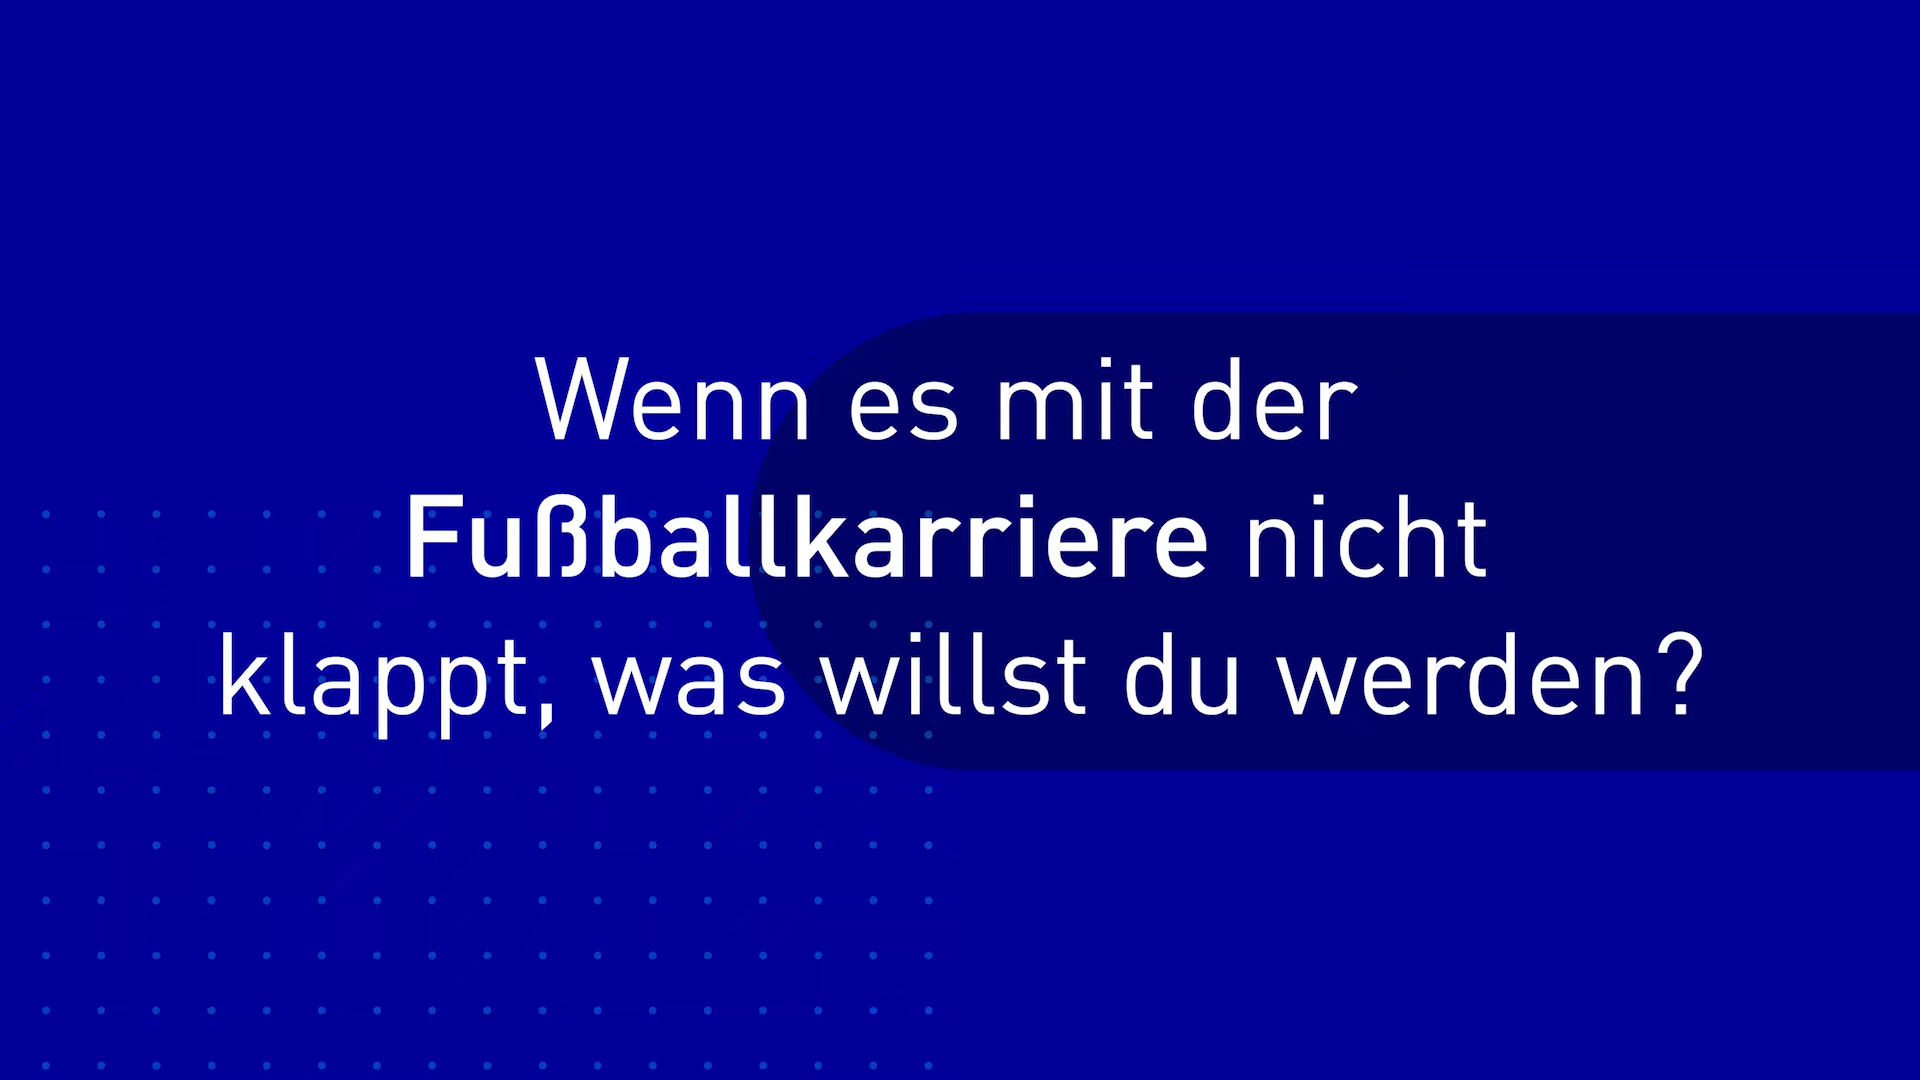 Wenn es mit der
Fußballkarriere nicht
klappt, was willst du werden?